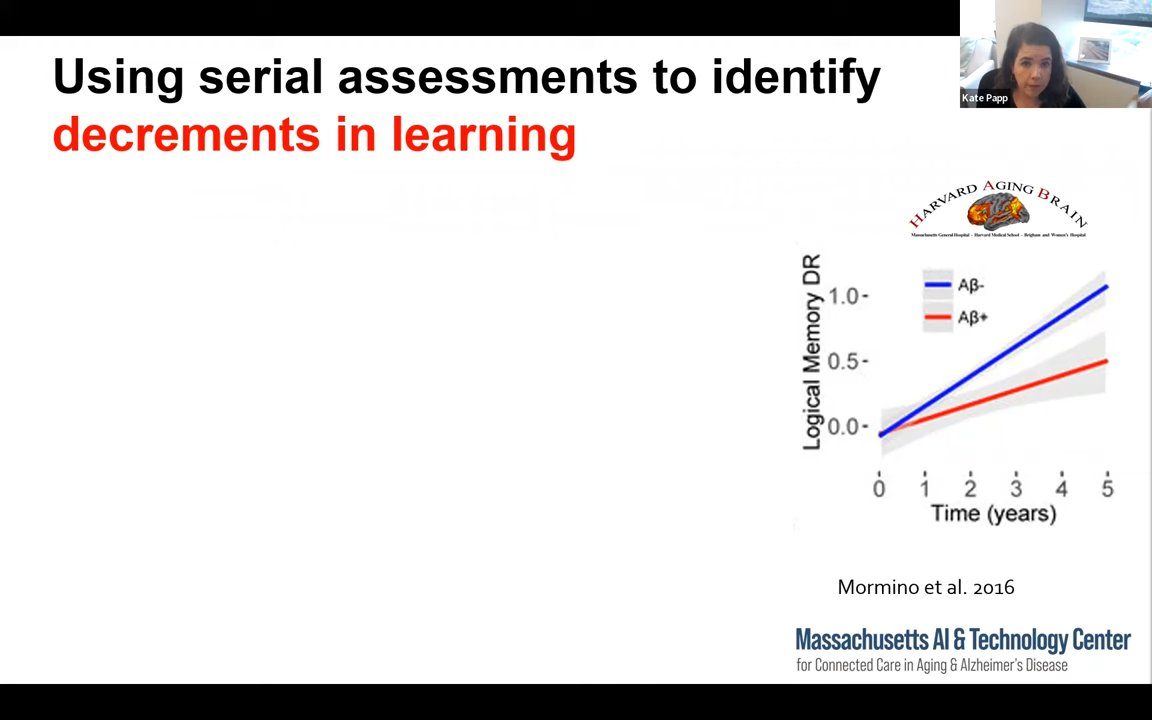 Using serial assessments to identify
decrements in learning
Kate Papp
HARVARD AGING BRAIN
Massachusetts General Hospital - Harvard Medical School - Brigham and Women's Hospital
Logical Memory DR
1.0
0.5
0.0
Aβ-
Aβ+
0 1 2 3 4 5
Time (years)
Mormino et al. 2016
Massachusetts AI & Technology Center
for Connected Care in Aging & Alzheimer's Disease